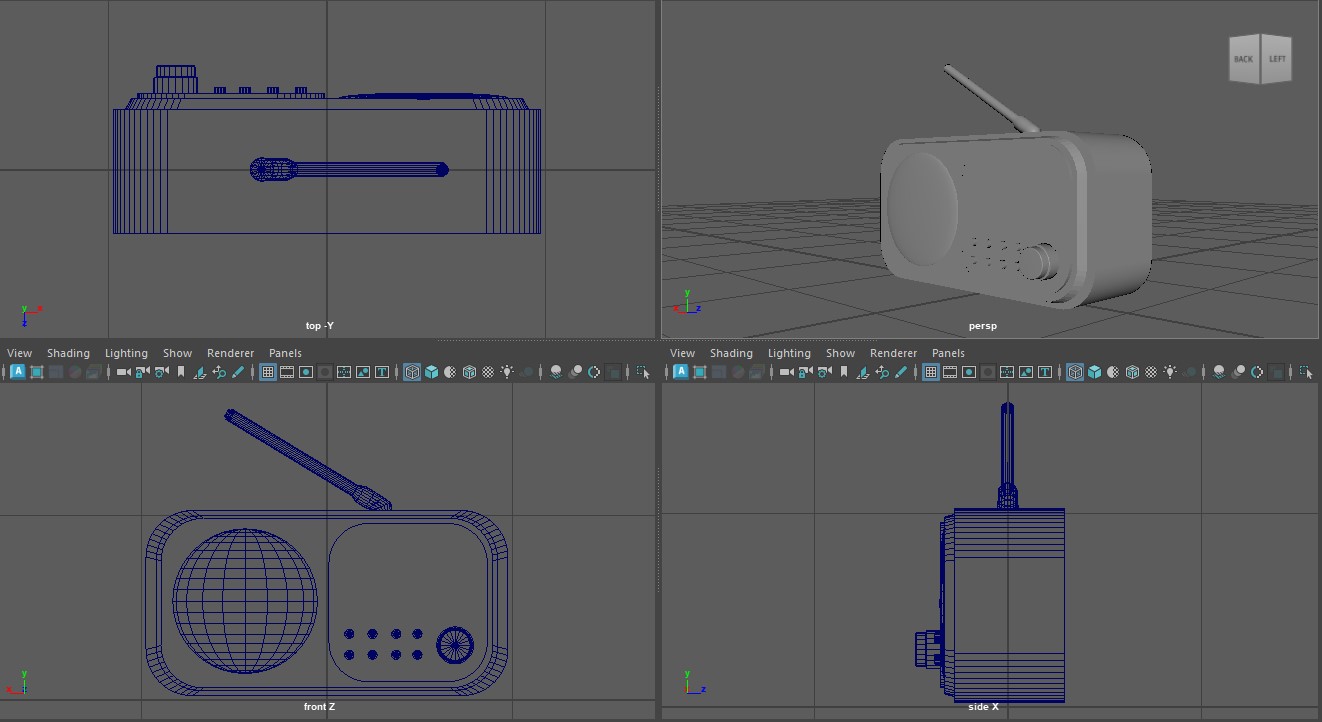 BACK LEFT
y
x
z
top -Y
y
x z
persp
View Shading Lighting Show Renderer Panels
View Shading Lighting Show Renderer Panels
A T
A T
y
x z
front Z
y
z
side X